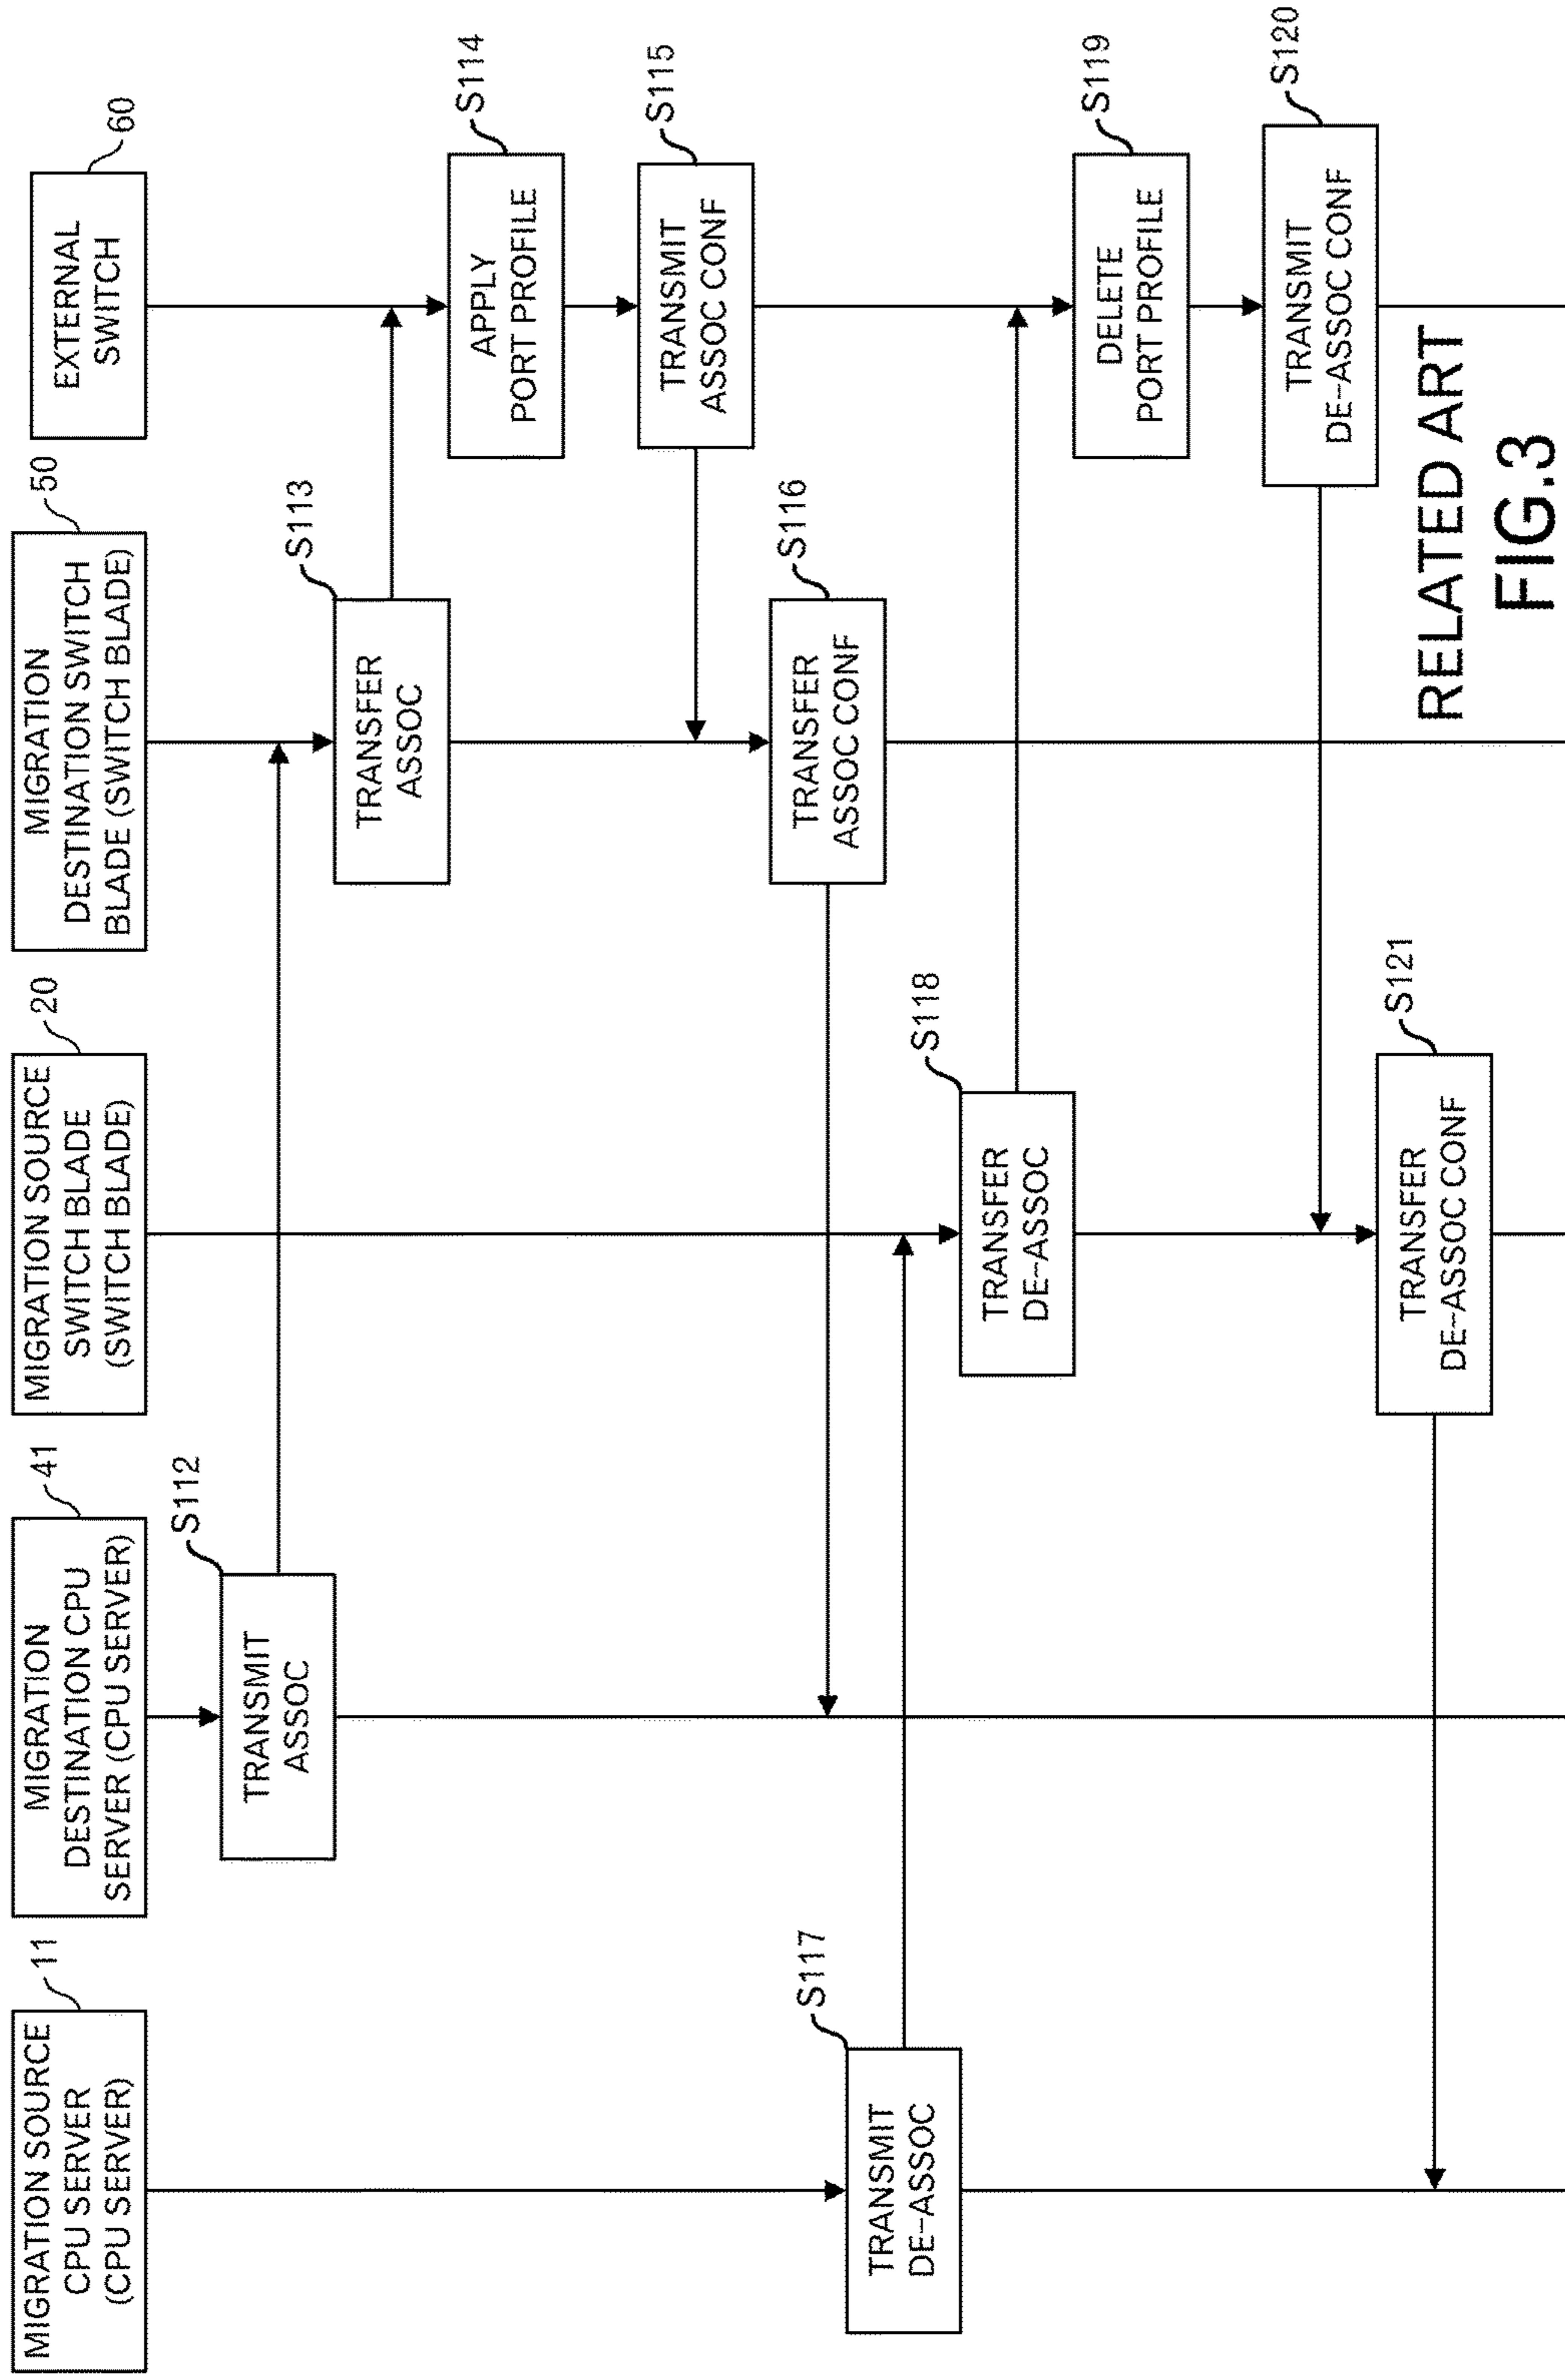 MIGRATION SOURCE
CPU SERVER
(CPU SERVER)
11
MIGRATION
DESTINATION CPU
SERVER (CPU SERVER)
41
MIGRATION SOURCE
SWITCH BLADE
(SWITCH BLADE)
20
MIGRATION
DESTINATION SWITCH
BLADE (SWITCH BLADE)
50
EXTERNAL
SWITCH
60
S112
TRANSMIT
ASSOC
S113
TRANSFER
ASSOC
S114
APPLY
PORT PROFILE
S115
TRANSMIT
ASSOC CONF
S116
TRANSFER
ASSOC CONF
S117
TRANSMIT
DE-ASSOC
S118
TRANSFER
DE-ASSOC
S119
DELETE
PORT PROFILE
S120
TRANSMIT
DE-ASSOC CONF
S121
TRANSFER
DE-ASSOC CONF
RELATED ART
FIG.3